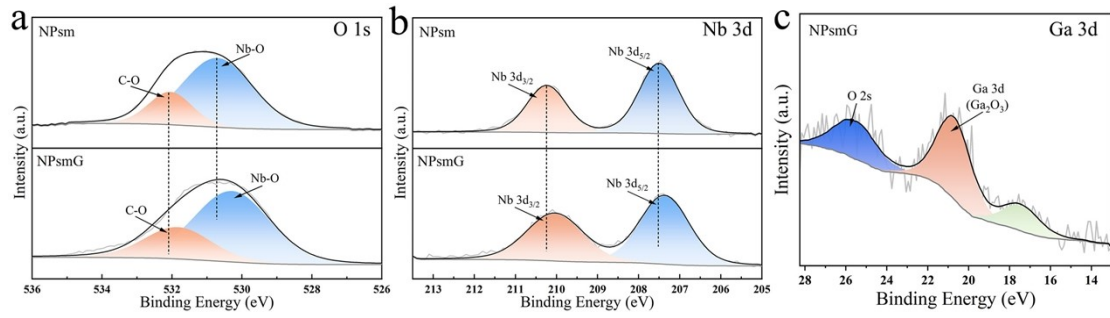 a
NPsm
O 1s
Nb-O
C-O
NPsmG
Nb-O
C-O
Intensity (a.u.)
536 534 532 530 528 526
Binding Energy (eV)
b
NPsm
Nb 3d
Nb 3d₃/₂
Nb 3d₅/₂
NPsmG
Nb 3d₃/₂
Nb 3d₅/₂
Intensity (a.u.)
213 212 211 210 209 208 207 206 205
Binding Energy (eV)
c
NPsmG
Ga 3d
O 2s
Ga 3d
(Ga₂O₃)
Intensity (a.u.)
28 26 24 22 20 18 16 14
Binding Energy (eV)